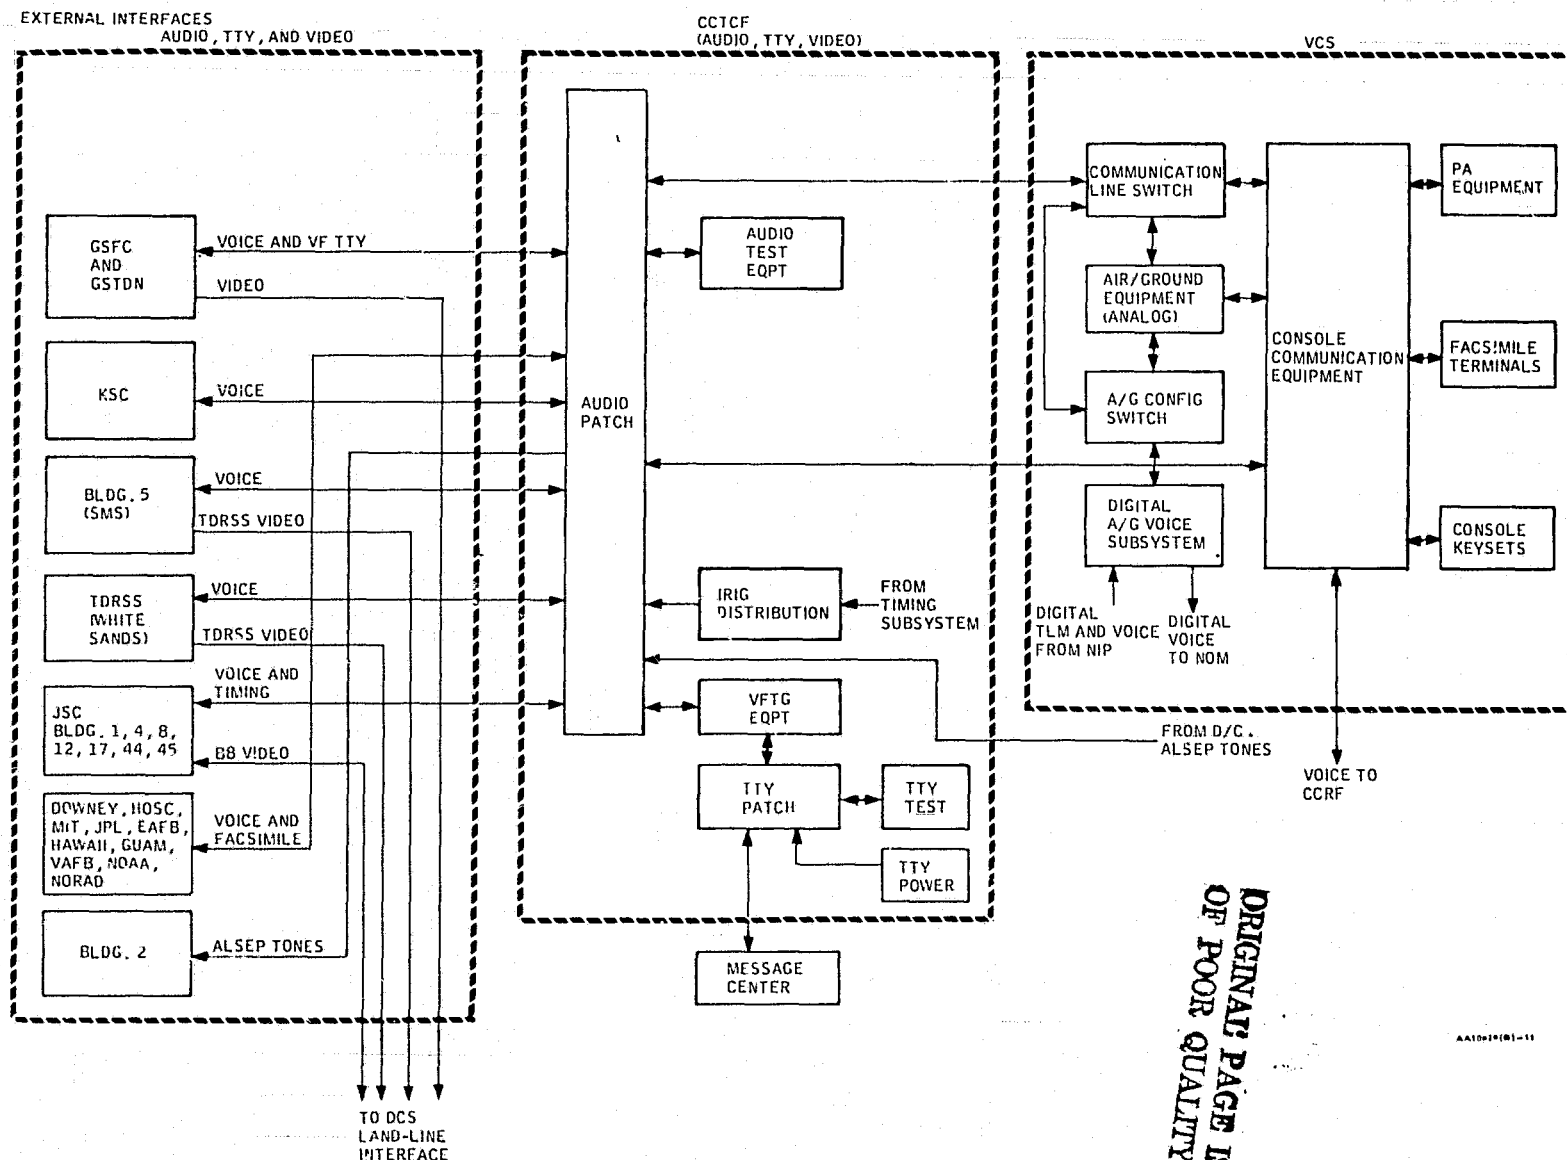 EXTERNAL INTERFACES
AUDIO, TTY, AND VIDEO
GSFC
AND
GSTDN
VOICE AND VF TTY
VIDEO
KSC
VOICE
BLDG. 5
(SMS)
VOICE
TDRSS VIDEO
TDRSS
(WHITE
SANDS)
VOICE
TDRSS VIDEO
JSC
BLDG. 1, 4, 8,
12, 17, 44, 45
VOICE AND
TIMING
BB VIDEO
DOWNEY, HOSC,
MIT, JPL, EAFB,
HAWAII, GUAM,
VAFB, NOAA,
NORAD
VOICE AND
FACSIMILE
BLDG. 2
ALSEP TONES
TO DCS
LAND-LINE
INTERFACE
CCTCF
(AUDIO, TTY, VIDEO)
AUDIO
PATCH
AUDIO
TEST
EQPT
IRIG
DISTRIBUTION
FROM
TIMING
SUBSYSTEM
VFTG
EQPT
TTY
PATCH
TTY
TEST
TTY
POWER
MESSAGE
CENTER
VCS
COMMUNICATION
LINE SWITCH
AIR/GROUND
EQUIPMENT
(ANALOG)
A/G CONFIG
SWITCH
DIGITAL
A/G VOICE
SUBSYSTEM
DIGITAL
TLM AND VOICE
FROM NIP
DIGITAL
VOICE
TO NOM
CONSOLE
COMMUNICATION
EQUIPMENT
PA
EQUIPMENT
FACSIMILE
TERMINALS
CONSOLE
KEYSETS
FROM D/C.
ALSEP TONES
VOICE TO
CCRF
ORIGINAL PAGE
OF POOR QUALITY